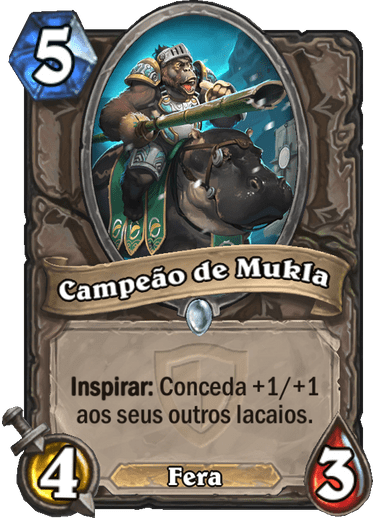 5
Campeão de Mukla
Inspirar: Conceda +1/+1
aos seus outros lacaios.
4
Fera
3